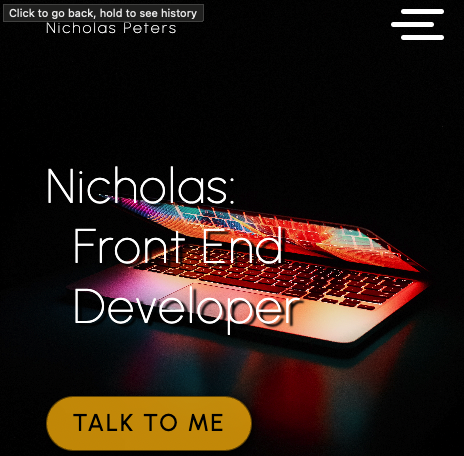 Click to go back, hold to see history
Nicholas Peters
Nicholas:
Front End
Developer
TALK TO ME